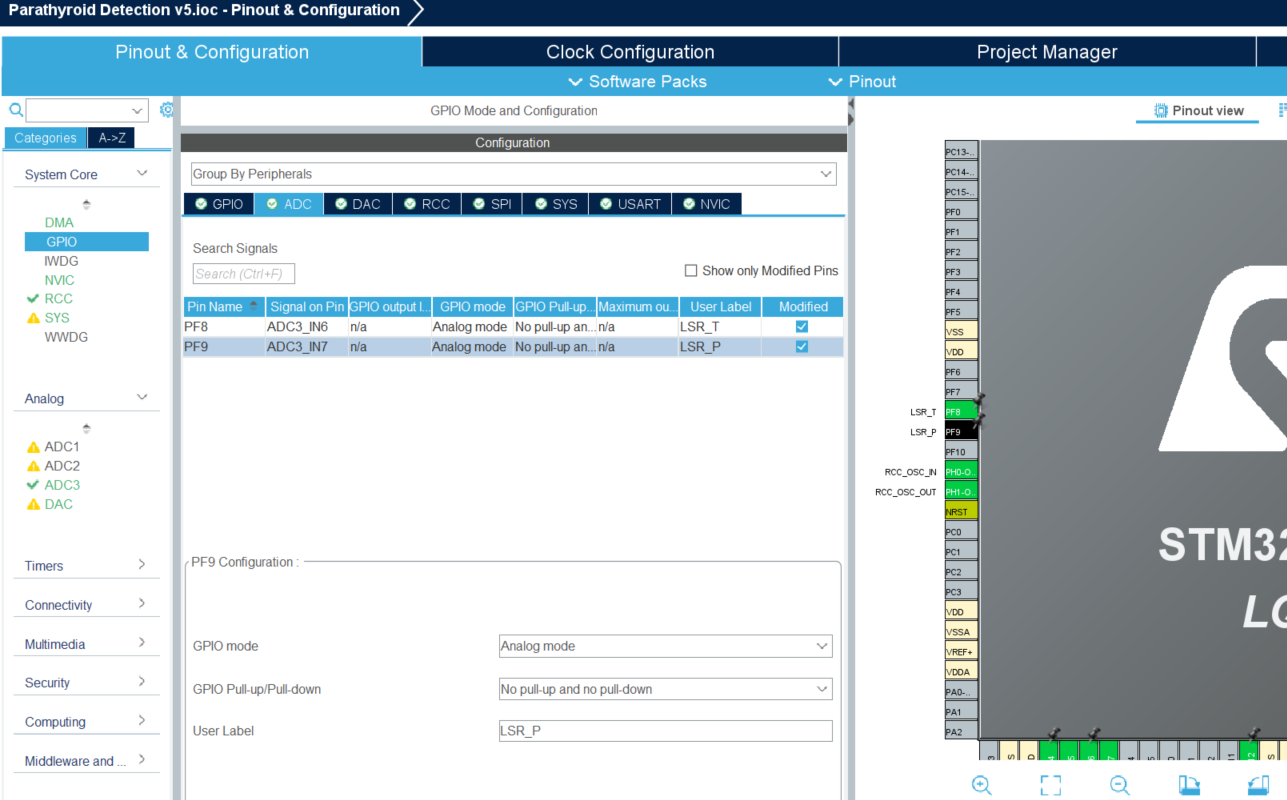 Parathyroid Detection v5.ioc - Pinout & Configuration
Pinout & Configuration
Clock Configuration
Project Manager
Software Packs
Pinout
Categories
A->Z
System Core
DMA
GPIO
IWDG
NVIC
RCC
SYS
WWDG
Analog
ADC1
ADC2
ADC3
DAC
Timers
Connectivity
Multimedia
Security
Computing
Middleware and ...
GPIO Mode and Configuration
Configuration
Group By Peripherals
GPIO ADC DAC RCC SPI SYS USART NVIC
Search Signals
Search (Ctrl+F)
Show only Modified Pins
Pin Name Signal on Pin GPIO output l... GPIO mode GPIO Pull-up... Maximum ou... User Label Modified
PF8 ADC3_IN6 n/a Analog mode No pull-up an... n/a LSR_T
PF9 ADC3_IN7 n/a Analog mode No pull-up an... n/a LSR_P
PF9 Configuration :
GPIO mode Analog mode
GPIO Pull-up/Pull-down No pull-up and no pull-down
User Label LSR_P
Pinout view
PC13-..
PC14-..
PC15-..
PF0
PF1
PF2
PF3
PF4
PF5
VSS
VDD
PF6
PF7
LSR_T PF8
LSR_P PF9
PF10
RCC_OSC_IN PH0-O..
RCC_OSC_OUT PH1-O..
NRST
PC0
PC1
PC2
PC3
VDD
VSSA
VREF+
VDDA
PA0-..
PA1
PA2
STM32